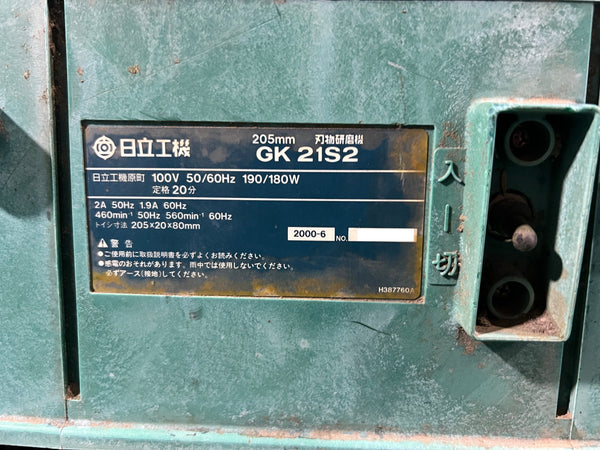 日立工機 205mm 刃物研磨機
GK 21S2
日立工機原町 100V 50/60Hz 190/180W
定格 20分
2A 50Hz 1.9A 60Hz
460min⁻¹ 50Hz 560min⁻¹ 60Hz
トイシ寸法 205×20×80mm
2000-6 NO.
警告
●ご使用前に取扱説明書を必ずよくお読みください。
●感電のおそれがあります。雨中では使用しないでください。
必ずアース(接地)してください。
H387760A
入ー切